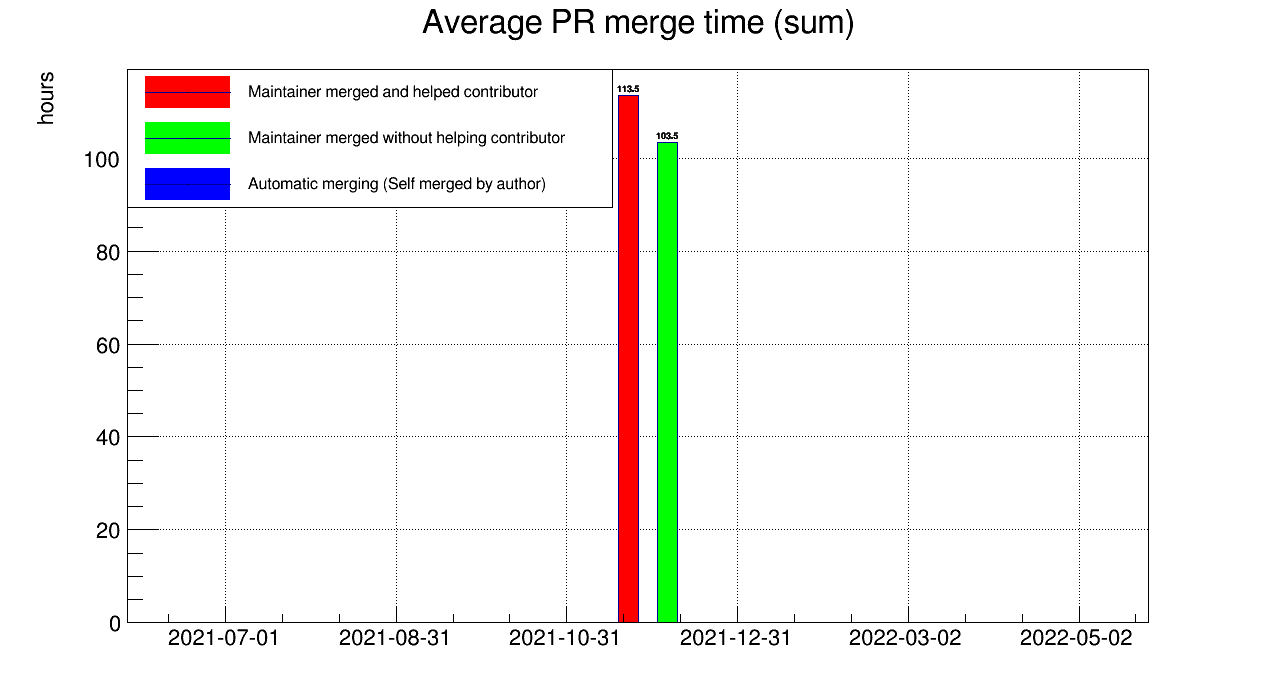 Average PR merge time (sum)
hours
Maintainer merged and helped contributor
Maintainer merged without helping contributor
Automatic merging (Self merged by author)
113.5
103.5
100
80
60
40
20
0
2021-07-01 2021-08-31 2021-10-31 2021-12-31 2022-03-02 2022-05-02